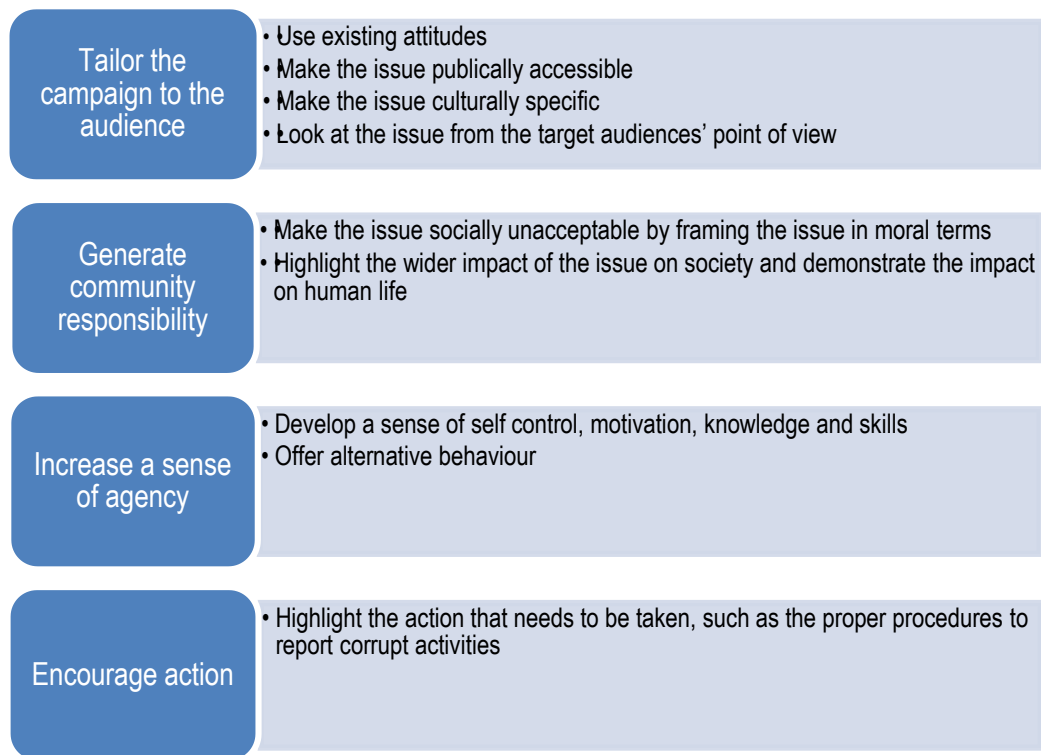 Tailor the
campaign to the
audience
• Use existing attitudes
• Make the issue publically accessible
• Make the issue culturally specific
• Look at the issue from the target audiences’ point of view
Generate
community
responsibility
• Make the issue socially unacceptable by framing the issue in moral terms
• Highlight the wider impact of the issue on society and demonstrate the impact
on human life
Increase a sense
of agency
• Develop a sense of self control, motivation, knowledge and skills
• Offer alternative behaviour
Encourage action
• Highlight the action that needs to be taken, such as the proper procedures to
report corrupt activities